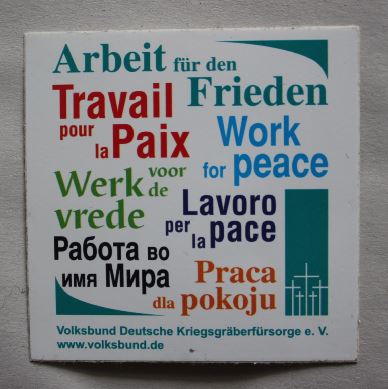 Arbeit für den
Frieden
Travail
pour la Paix
Work
for peace
Werk voor de
vrede
Lavoro
per la pace
Работа во
имя Мира
Praca
dla pokoju
Volksbund Deutsche Kriegsgräberfürsorge e. V.
www.volksbund.de